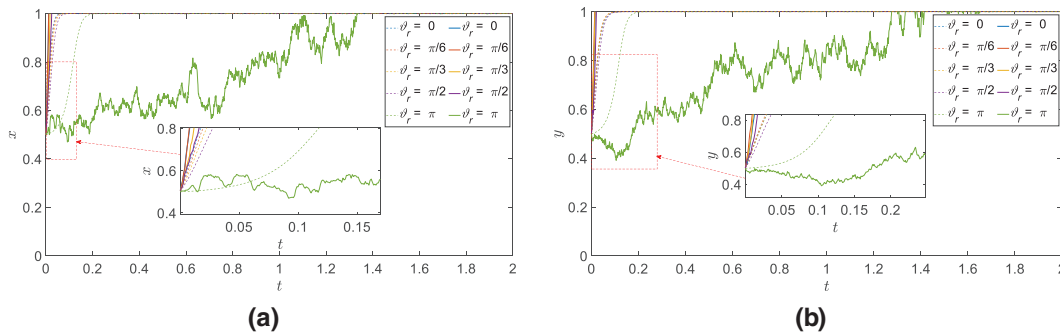 1
0.8
0.6
0.4
0.2
0
x
0 0.2 0.4 0.6 0.8 1 1.2 1.4 1.6 1.8 2
t
ϑr = 0 ϑr = 0
ϑr = π/6 ϑr = π/6
ϑr = π/3 ϑr = π/3
ϑr = π/2 ϑr = π/2
ϑr = π ϑr = π
0.8
0.6
0.4
x
0.05 0.1 0.15
t
(a)
1
0.8
0.6
0.4
0.2
0
y
0 0.2 0.4 0.6 0.8 1 1.2 1.4 1.6 1.8 2
t
ϑr = 0 ϑr = 0
ϑr = π/6 ϑr = π/6
ϑr = π/3 ϑr = π/3
ϑr = π/2 ϑr = π/2
ϑr = π ϑr = π
0.8
0.6
0.4
y
0.05 0.1 0.15 0.2
t
(b)